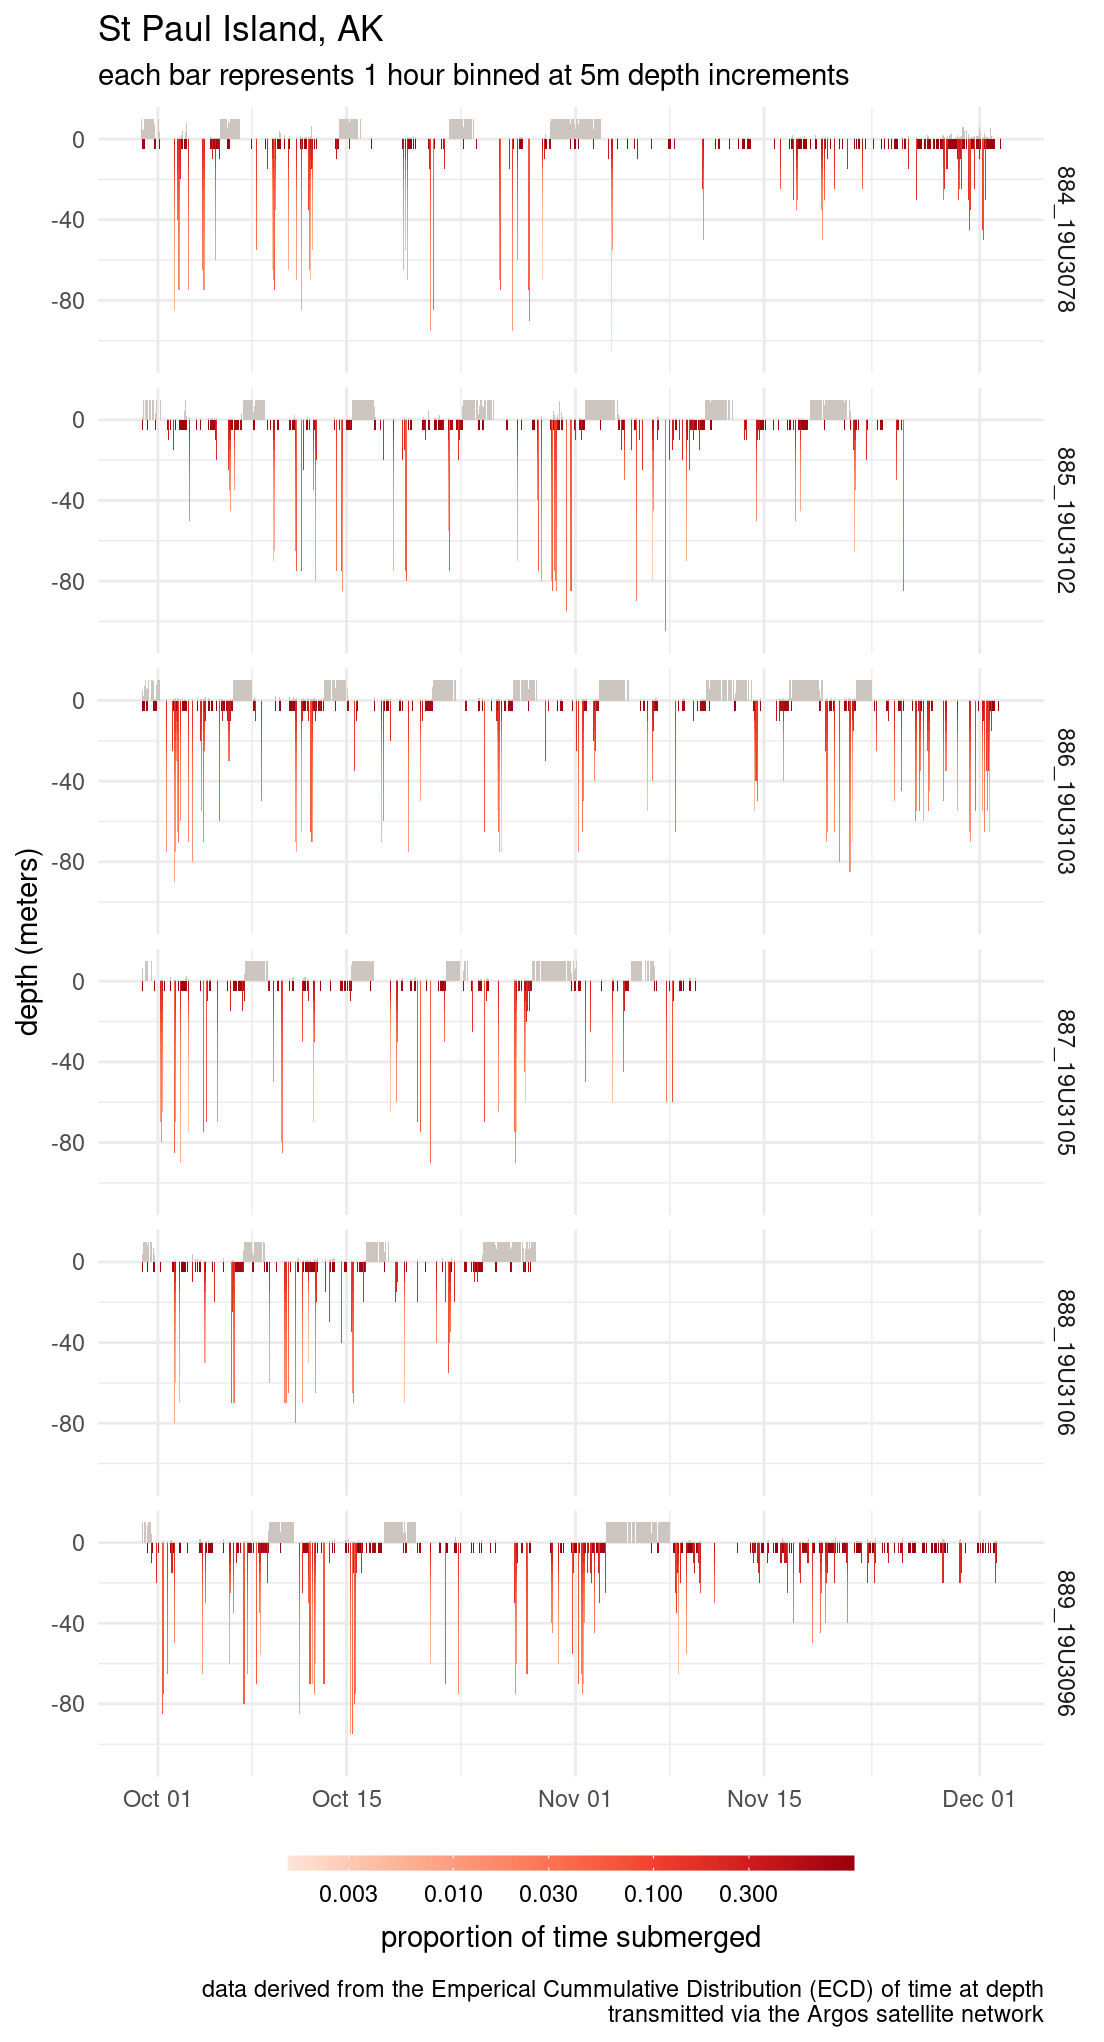 St Paul Island, AK
each bar represents 1 hour binned at 5m depth increments
depth (meters)
0
-40
-80
884_19U3078
0
-40
-80
885_19U3102
0
-40
-80
886_19U3103
0
-40
-80
887_19U3105
0
-40
-80
888_19U3106
0
-40
-80
889_19U3096
Oct 01 Oct 15 Nov 01 Nov 15 Dec 01
0.003 0.010 0.030 0.100 0.300
proportion of time submerged
data derived from the Emperical Cummulative Distribution (ECD) of time at depth
transmitted via the Argos satellite network